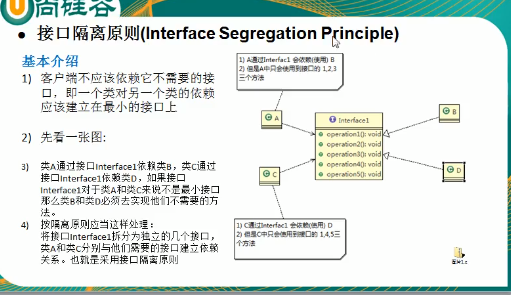 尚硅谷
接口隔离原则(Interface Segregation Principle)
基本介绍
1) 客户端不应该依赖它不需要的接
口，即一个类对另一个类的依赖
应该建立在最小的接口上
2) 先看一张图:
3) 类A通过接口Interface1依赖类B，类C通过
接口Interface1依赖类D，如果接口
Interface1对于类A和类C来说不是最小接口
那么类B和类D必须去实现他们不需要的方
法。
4) 按隔离原则应当这样处理：
将接口Interface1拆分为独立的几个接口，
类A和类C分别与他们需要的接口建立依赖
关系。也就是采用接口隔离原则
1) A通过Interfac1 会依赖(使用) B
2) 但是A中只会使用到接口的 1,2,3
三个方法
A
Interface1
operation1(): void
operation2(): void
operation3(): void
operation4(): void
operation5(): void
B
C
D
1) C通过Interfac1 会依赖(使用) D
2) 但是C中只会使用到接口的 1,4,5三
个方法